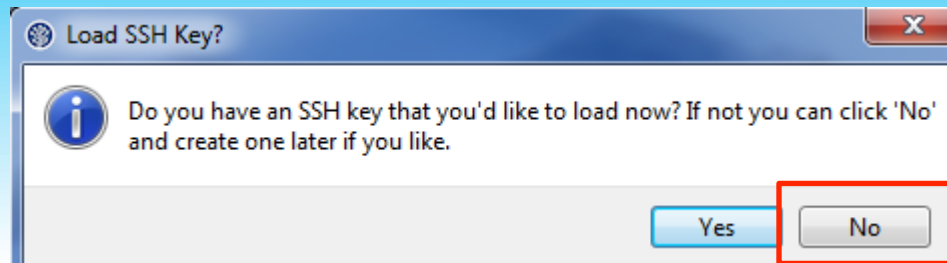 Load SSH Key?
Do you have an SSH key that you'd like to load now? If not you can click 'No'
and create one later if you like.
Yes
No